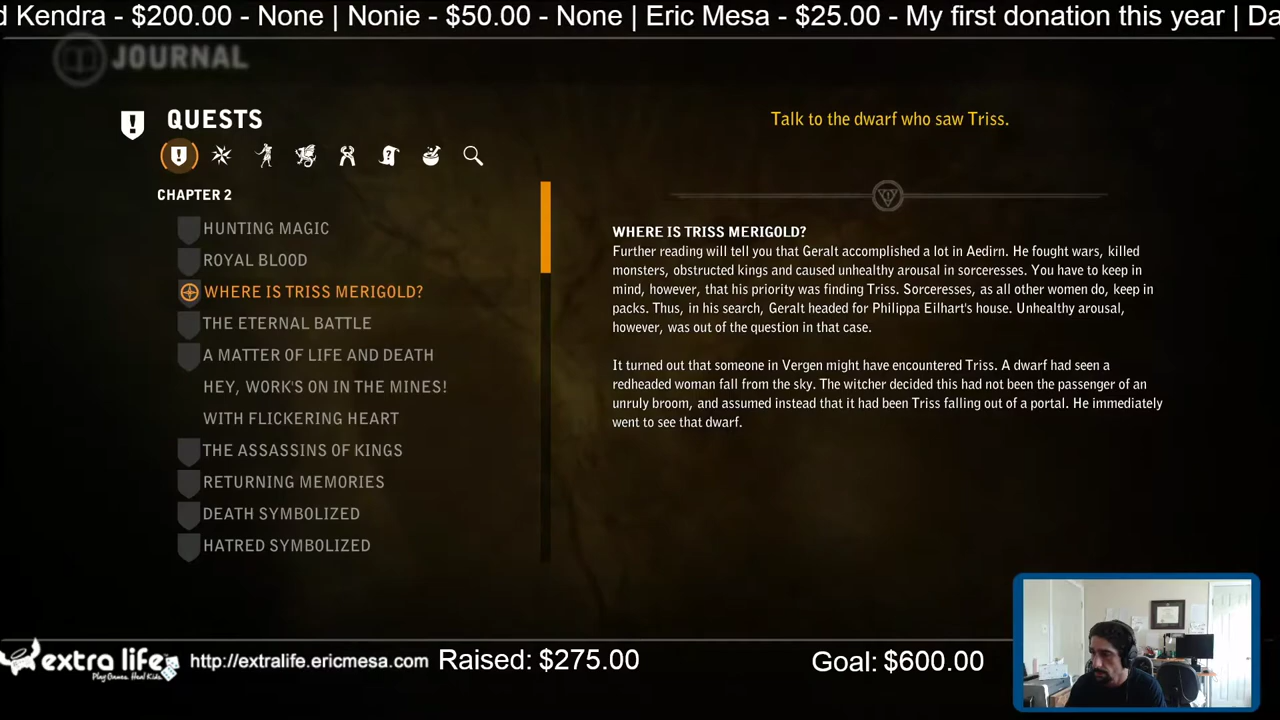 d Kendra - $200.00 - None | Nonie - $50.00 - None | Eric Mesa - $25.00 - My first donation this year | Da
JOURNAL
QUESTS
Talk to the dwarf who saw Triss.
CHAPTER 2
HUNTING MAGIC
ROYAL BLOOD
WHERE IS TRISS MERIGOLD?
THE ETERNAL BATTLE
A MATTER OF LIFE AND DEATH
HEY, WORK'S ON IN THE MINES!
WITH FLICKERING HEART
THE ASSASSINS OF KINGS
RETURNING MEMORIES
DEATH SYMBOLIZED
HATRED SYMBOLIZED
WHERE IS TRISS MERIGOLD?
Further reading will tell you that Geralt accomplished a lot in Aedirn. He fought wars, killed
monsters, obstructed kings and caused unhealthy arousal in sorceresses. You have to keep in
mind, however, that his priority was finding Triss. Sorceresses, as all other women do, keep in
packs. Thus, in his search, Geralt headed for Philippa Eilhart's house. Unhealthy arousal,
however, was out of the question in that case.
It turned out that someone in Vergen might have encountered Triss. A dwarf had seen a
redheaded woman fall from the sky. The witcher decided this had not been the passenger of an
unruly broom, and assumed instead that it had been Triss falling out of a portal. He immediately
went to see that dwarf.
extra life
Play Games. Heal Kids.
http://extralife.ericmesa.com
Raised: $275.00
Goal: $600.00